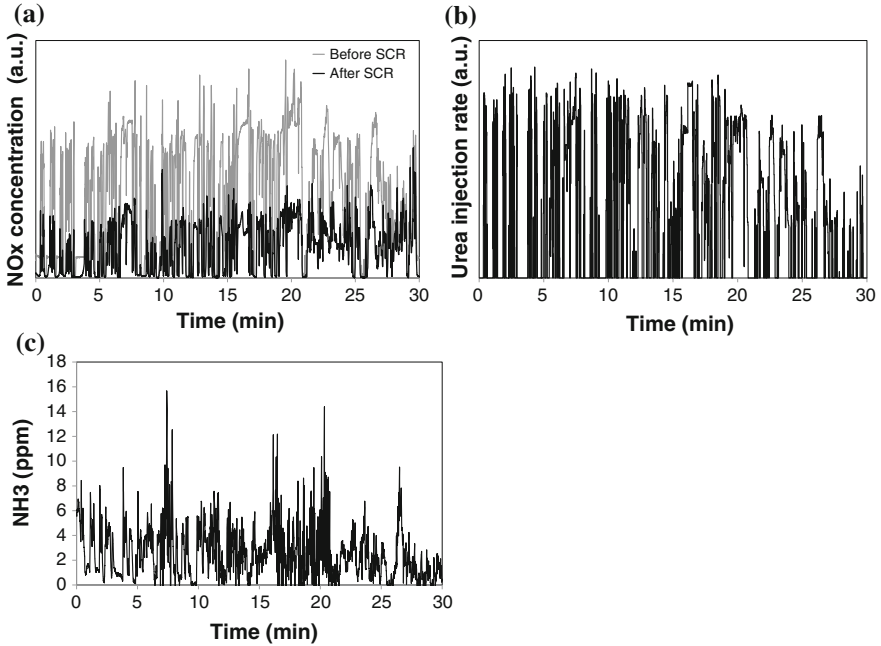 (a)
NOx concentration (a.u.)
Before SCR
After SCR
0 5 10 15 20 25 30
Time (min)
(b)
Urea injection rate (a.u.)
0 5 10 15 20 25 30
Time (min)
(c)
NH3 (ppm)
18
16
14
12
10
8
6
4
2
0
0 5 10 15 20 25 30
Time (min)